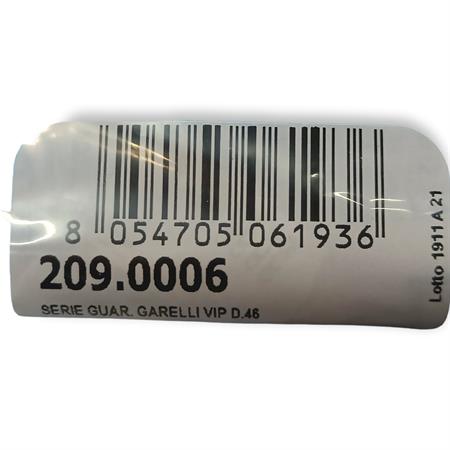 8 054705 061936
209.0006
SERIE GUAR. GARELLI VIP D.46
Lotto 1911 A 21